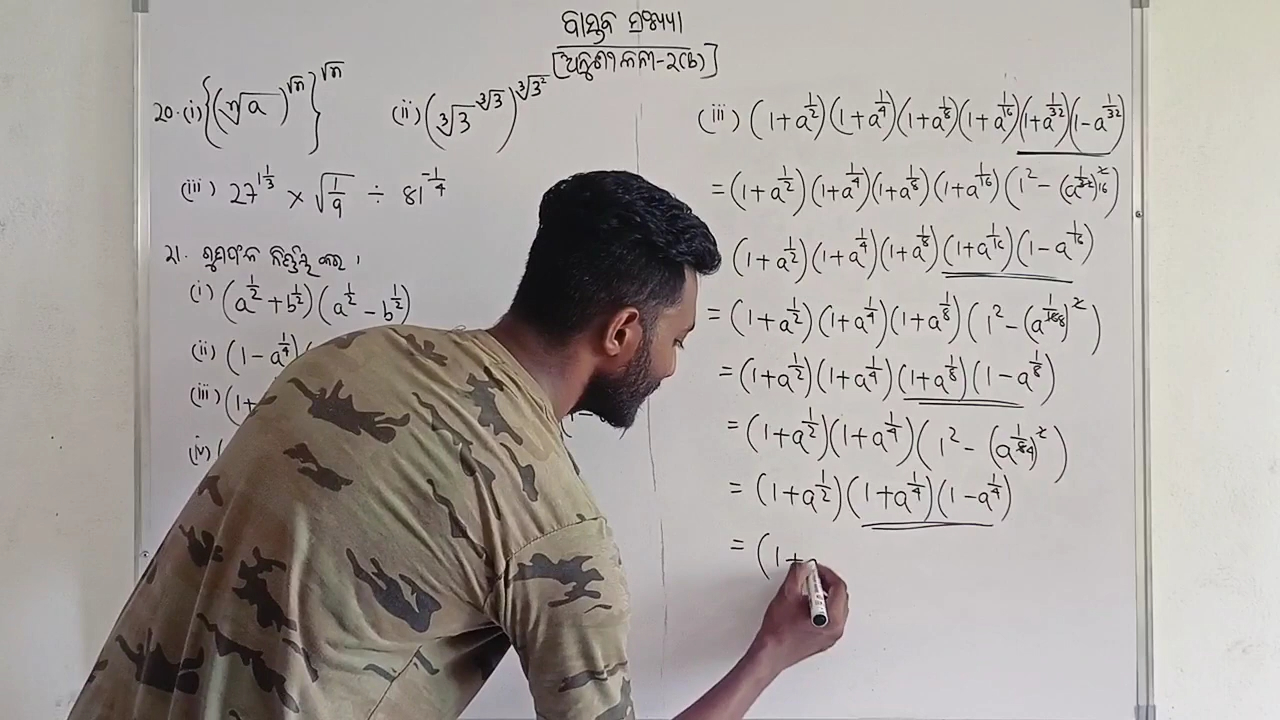 ବାସ୍ତବ ସଂଖ୍ୟା
[ଅନୁଶୀଳନୀ-୨(b)]
୨୦. (i) {(ⁿ√a)^√n}^√n
(ii) (∛3^∛3)^∛3²
(iii) 27^1/3 × √1/9 ÷ 81^-1/4
୨୧. ଗୁଣଫଳ ନିର୍ଣ୍ଣୟ କର ।
(i) (a^1/2 + b^1/2)(a^1/2 - b^1/2)
(ii) (1 - a^1/4)
(iii) (1+
(iv) (
(iii) (1+a^1/2)(1+a^1/4)(1+a^1/8)(1+a^1/16)(1+a^1/32)(1-a^1/32)
= (1+a^1/2)(1+a^1/4)(1+a^1/8)(1+a^1/16)(1² - (a^1/32)²)
(1+a^1/2)(1+a^1/4)(1+a^1/8)(1+a^1/16)(1-a^1/16)
= (1+a^1/2)(1+a^1/4)(1+a^1/8)(1² - (a^1/16)²)
= (1+a^1/2)(1+a^1/4)(1+a^1/8)(1-a^1/8)
= (1+a^1/2)(1+a^1/4)(1² - (a^1/8)²)
= (1+a^1/2)(1+a^1/4)(1-a^1/4)
= (1+